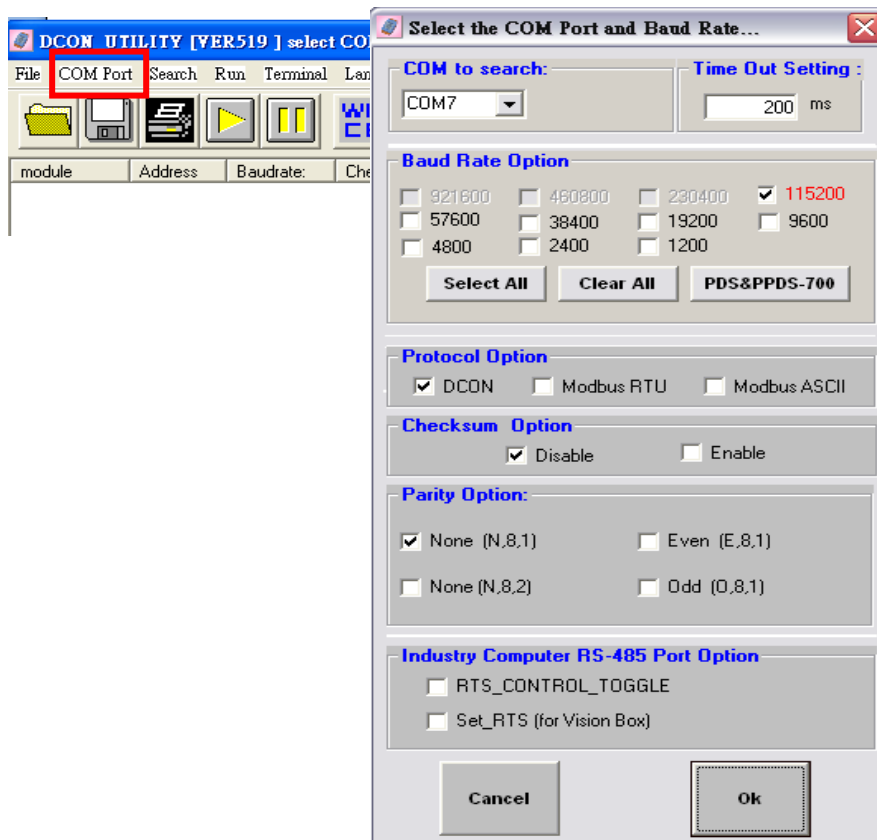 DCON UTILITY [VER519 ] select CO
File COM Port Search Run Terminal Lan
module Address Baudrate: Che
Select the COM Port and Baud Rate...
COM to search:
COM7
Time Out Setting :
200 ms
Baud Rate Option
921600 460800 230400 115200
57600 38400 19200 9600
4800 2400 1200
Select All Clear All PDS&PPDS-700
Protocol Option
DCON Modbus RTU Modbus ASCII
Checksum Option
Disable Enable
Parity Option:
None (N,8,1) Even (E,8,1)
None (N,8,2) Odd (O,8,1)
Industry Computer RS-485 Port Option
RTS_CONTROL_TOGGLE
Set_RTS (for Vision Box)
Cancel Ok